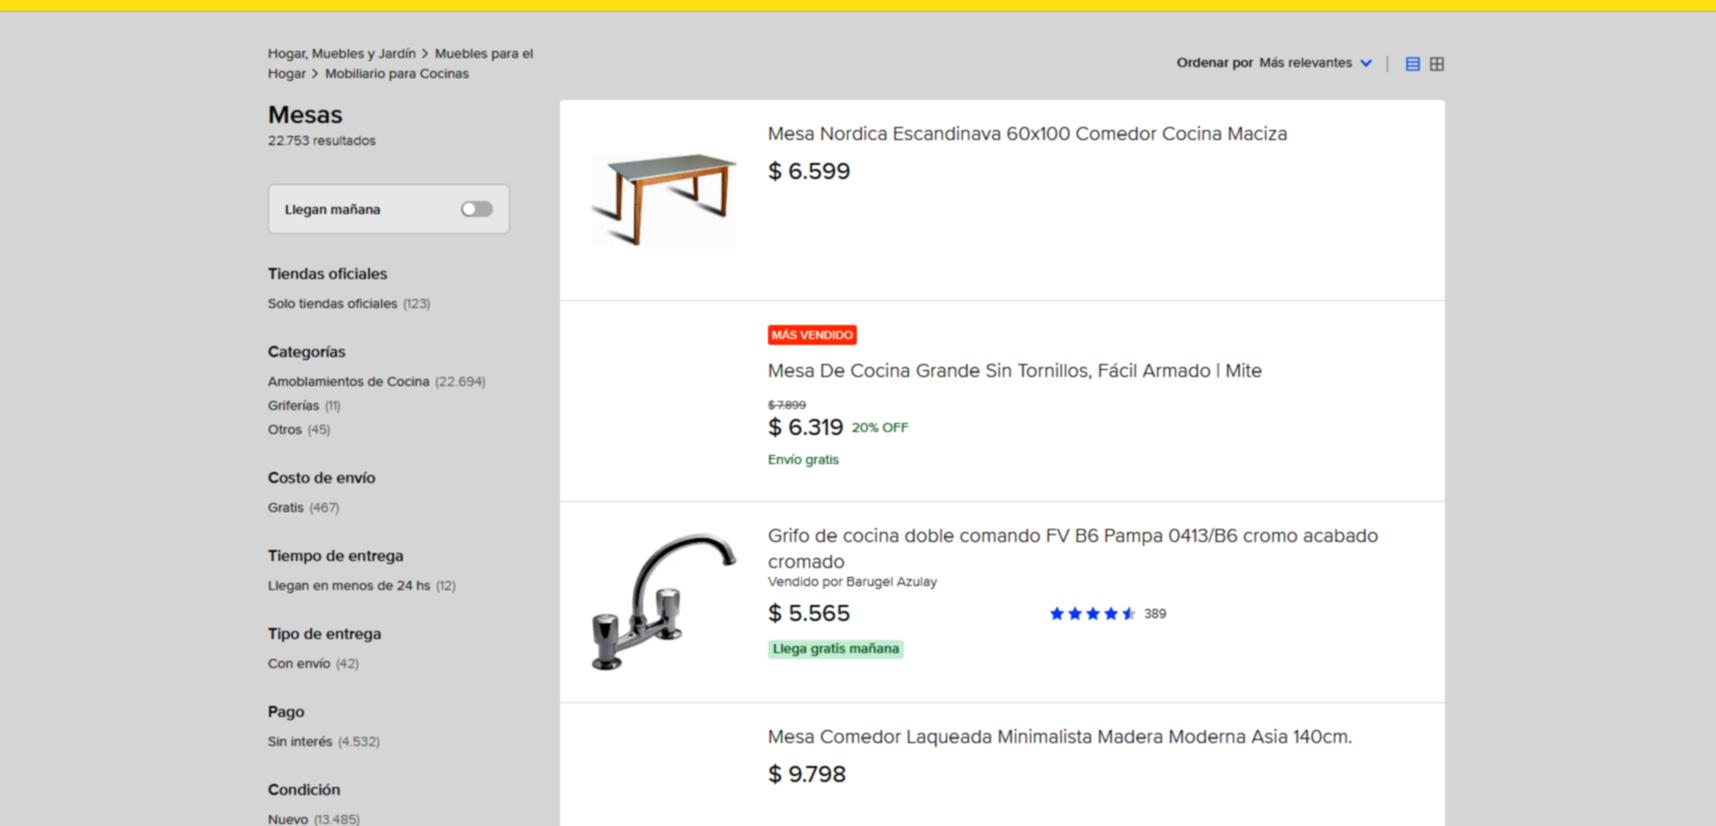 Hogar, Muebles y Jardín > Muebles para el
Hogar > Mobiliario para Cocinas
Ordenar por Más relevantes
Mesas
22.753 resultados
Llegan mañana
Tiendas oficiales
Solo tiendas oficiales (123)
Categorías
Amoblamientos de Cocina (22.694)
Griferías (11)
Otros (45)
Costo de envío
Gratis (467)
Tiempo de entrega
Llegan en menos de 24 hs (12)
Tipo de entrega
Con envío (42)
Pago
Sin interés (4.532)
Condición
Nuevo (13.485)
Mesa Nordica Escandinava 60x100 Comedor Cocina Maciza
$ 6.599
MÁS VENDIDO
Mesa De Cocina Grande Sin Tornillos, Fácil Armado | Mite
$ 7.899
$ 6.319 20% OFF
Envío gratis
Grifo de cocina doble comando FV B6 Pampa 0413/B6 cromo acabado
cromado
Vendido por Barugel Azulay
$ 5.565 389
Llega gratis mañana
Mesa Comedor Laqueada Minimalista Madera Moderna Asia 140cm.
$ 9.798